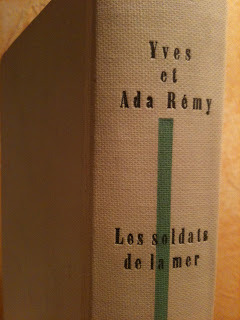 Yves
et
Ada Rémy
Les soldats
de la mer